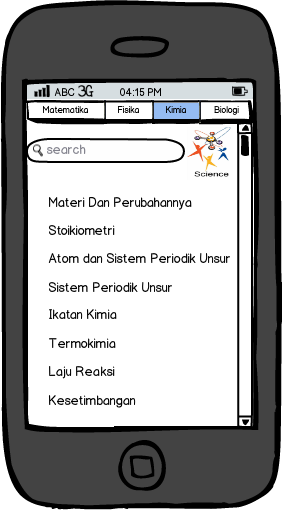 ABC 3G 04:15 PM
Matematika Fisika Kimia Biologi
search
Science
Materi Dan Perubahannya
Stoikiometri
Atom dan Sistem Periodik Unsur
Sistem Periodik Unsur
Ikatan Kimia
Termokimia
Laju Reaksi
Kesetimbangan